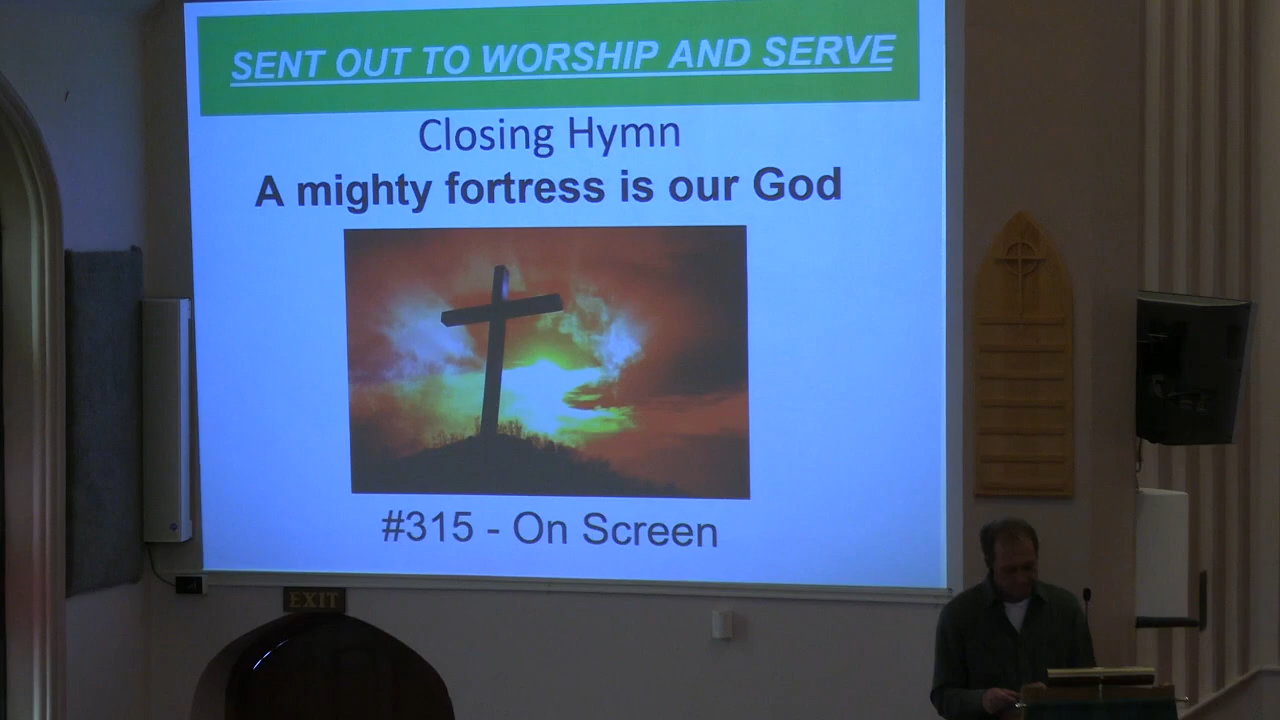 SENT OUT TO WORSHIP AND SERVE
Closing Hymn
A mighty fortress is our God
#315 - On Screen
EXIT